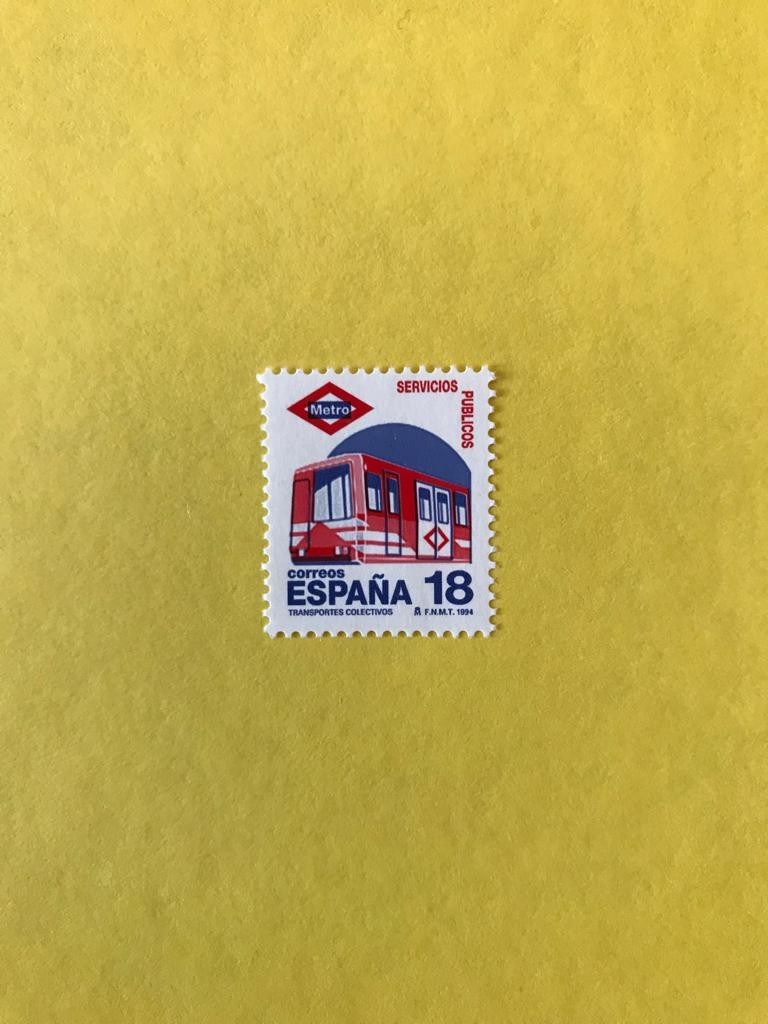 Metro
SERVICIOS
PUBLICOS
correos
ESPAÑA 18
TRANSPORTES COLECTIVOS F.N.M.T. 1994